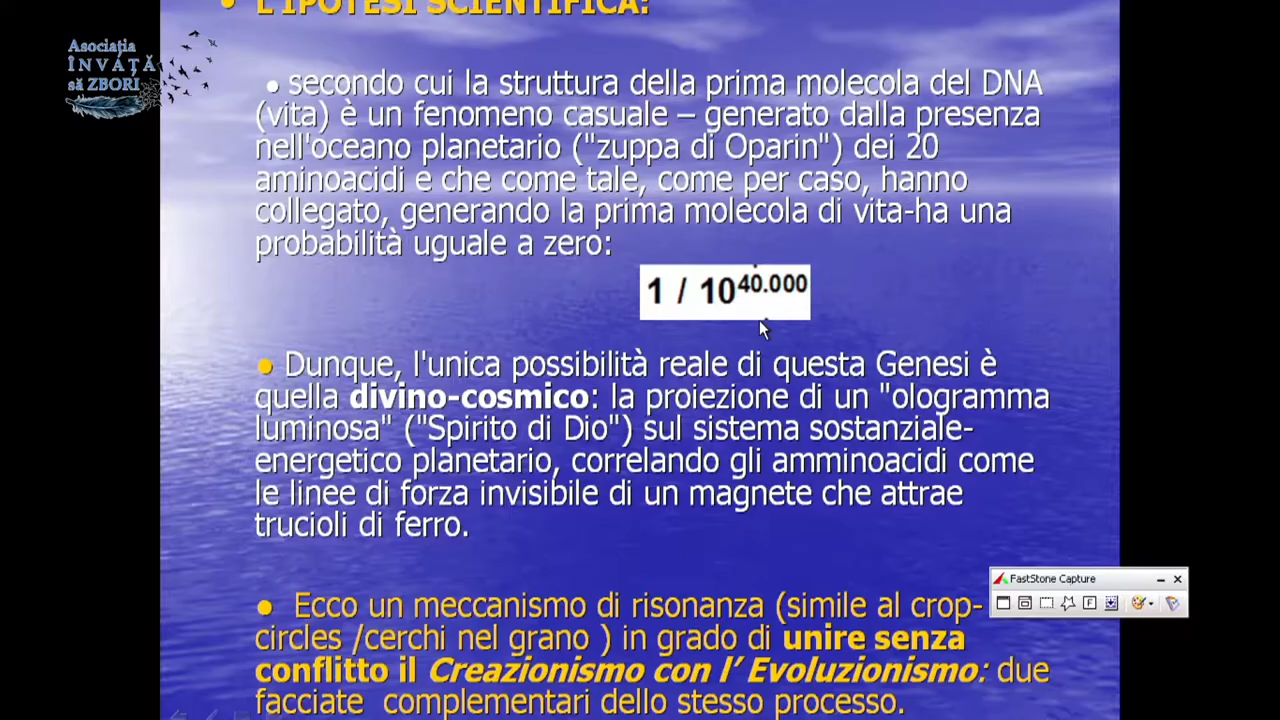 • L'IPOTESI SCIENTIFICA:
Asociația
ÎNVĂȚĂ
să ZBORI
● secondo cui la struttura della prima molecola del DNA
(vita) è un fenomeno casuale – generato dalla presenza
nell'oceano planetario ("zuppa di Oparin") dei 20
aminoacidi e che come tale, come per caso, hanno
collegato, generando la prima molecola di vita-ha una
probabilità uguale a zero:
1 / 10^40.000
● Dunque, l'unica possibilità reale di questa Genesi è
quella divino-cosmico: la proiezione di un "ologramma
luminosa" ("Spirito di Dio") sul sistema sostanziale-
energetico planetario, correlando gli amminoacidi come
le linee di forza invisibile di un magnete che attrae
trucioli di ferro.
FastStone Capture
● Ecco un meccanismo di risonanza (simile al crop-
circles /cerchi nel grano ) in grado di unire senza
conflitto il Creazionismo con l’ Evoluzionismo: due
facciate complementari dello stesso processo.